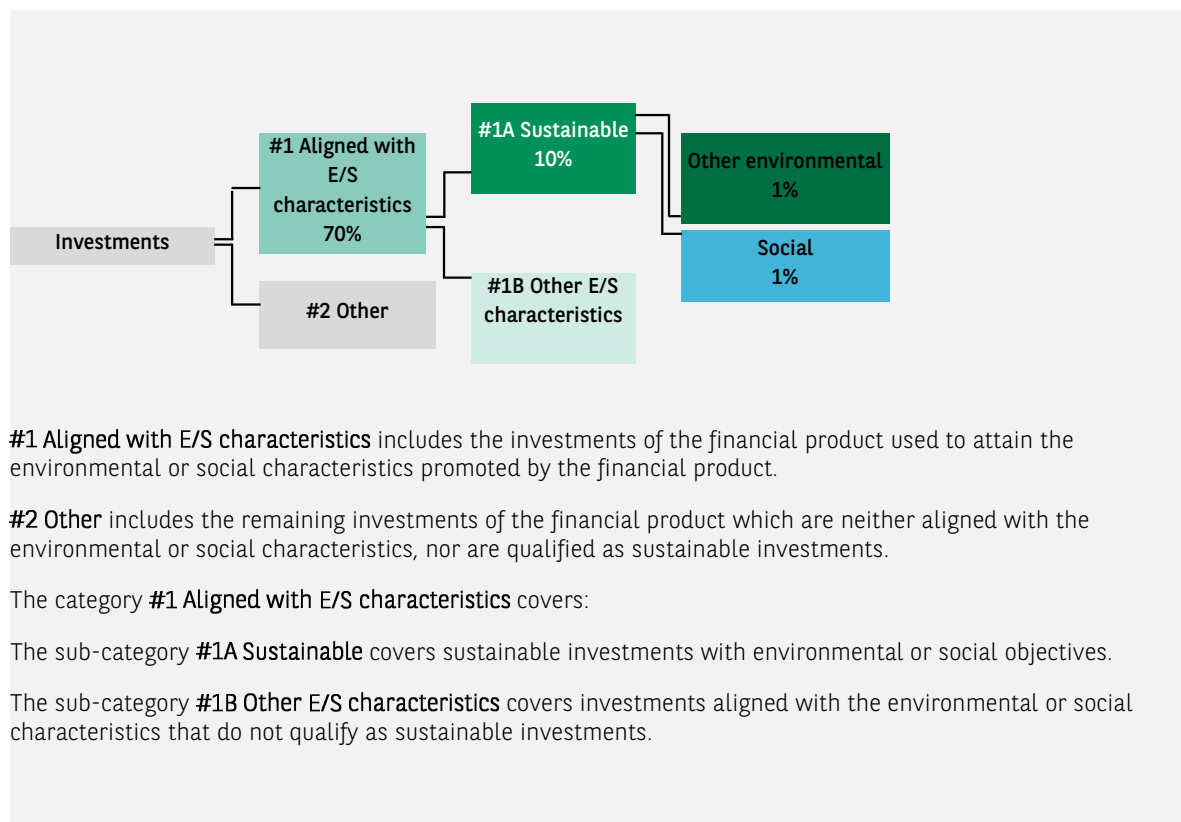 #1A Sustainable
10%
#1 Aligned with
E/S
characteristics
70%
Other environmental
1%
Investments
Social
1%
#2 Other
#1B Other E/S
characteristics
#1 Aligned with E/S characteristics includes the investments of the financial product used to attain the
environmental or social characteristics promoted by the financial product.
#2 Other includes the remaining investments of the financial product which are neither aligned with the
environmental or social characteristics, nor are qualified as sustainable investments.
The category #1 Aligned with E/S characteristics covers:
The sub-category #1A Sustainable covers sustainable investments with environmental or social objectives.
The sub-category #1B Other E/S characteristics covers investments aligned with the environmental or social
characteristics that do not qualify as sustainable investments.